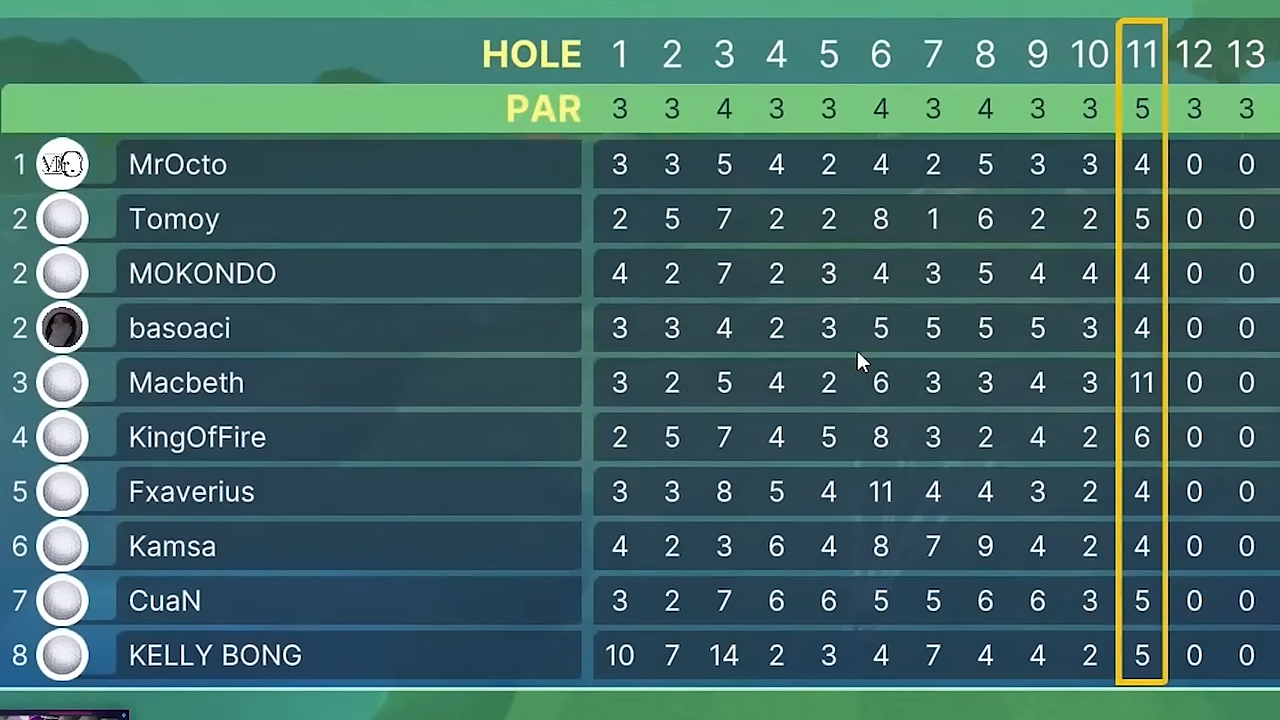 HOLE 1 2 3 4 5 6 7 8 9 10 11 12 13
PAR 3 3 4 3 3 4 3 4 3 3 5 3 3
1 MrOcto 3 3 5 4 2 4 2 5 3 3 4 0 0
2 Tomoy 2 5 7 2 2 8 1 6 2 2 5 0 0
2 MOKONDO 4 2 7 2 3 4 3 5 4 4 4 0 0
2 basoaci 3 3 4 2 3 5 5 5 5 3 4 0 0
3 Macbeth 3 2 5 4 2 6 3 3 4 3 11 0 0
4 KingOfFire 2 5 7 4 5 8 3 2 4 2 6 0 0
5 Fxaverius 3 3 8 5 4 11 4 4 3 2 4 0 0
6 Kamsa 4 2 3 6 4 8 7 9 4 2 4 0 0
7 CuaN 3 2 7 6 6 5 5 6 6 3 5 0 0
8 KELLY BONG 10 7 14 2 3 4 7 4 4 2 5 0 0